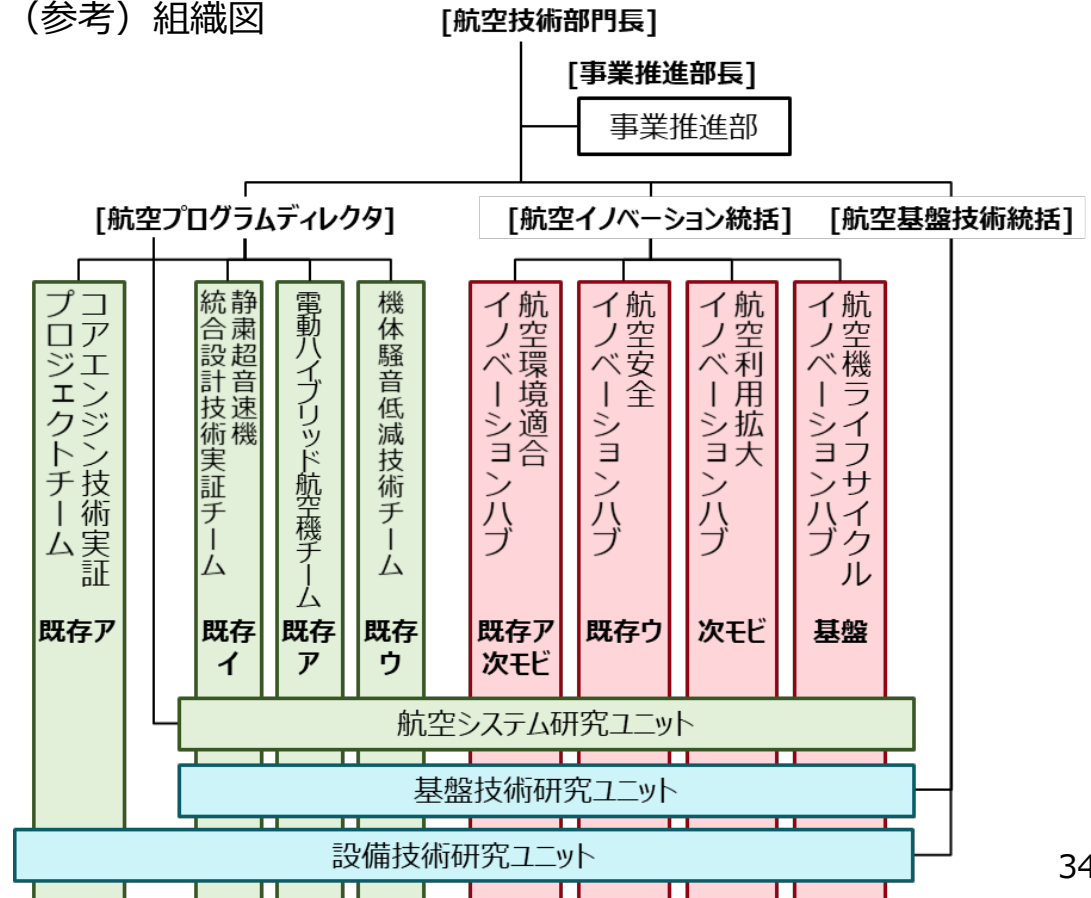 （参考）組織図
[航空技術部門長]
[事業推進部長]
事業推進部
[航空プログラムディレクタ]
[航空イノベーション統括]
[航空基盤技術統括]
コアエンジン技術実証
プロジェクトチーム
既存ア
静粛超音速機
統合設計技術実証チーム
既存
イ
電動ハイブリッド航空機チーム
既存
ア
機体騒音低減技術チーム
既存
ウ
航空環境適合
イノベーションハブ
既存ア
次モビ
航空安全
イノベーションハブ
既存ウ
航空利用拡大
イノベーションハブ
次モビ
航空機ライフサイクル
イノベーションハブ
基盤
航空システム研究ユニット
基盤技術研究ユニット
設備技術研究ユニット
34